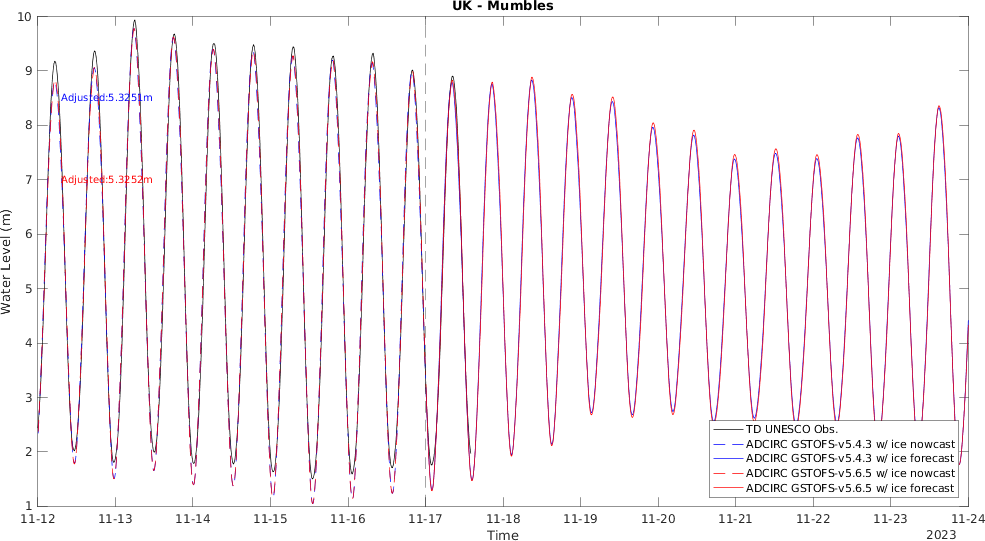 UK - Mumbles
10
9
8
7
6
5
4
3
2
1
Water Level (m)
Adjusted:5.3251m
Adjusted:5.3252m
TD UNESCO Obs.
ADCIRC GSTOFS-v5.4.3 w/ ice nowcast
ADCIRC GSTOFS-v5.4.3 w/ ice forecast
ADCIRC GSTOFS-v5.6.5 w/ ice nowcast
ADCIRC GSTOFS-v5.6.5 w/ ice forecast
11-12 11-13 11-14 11-15 11-16 11-17 11-18 11-19 11-20 11-21 11-22 11-23 11-24
Time
2023